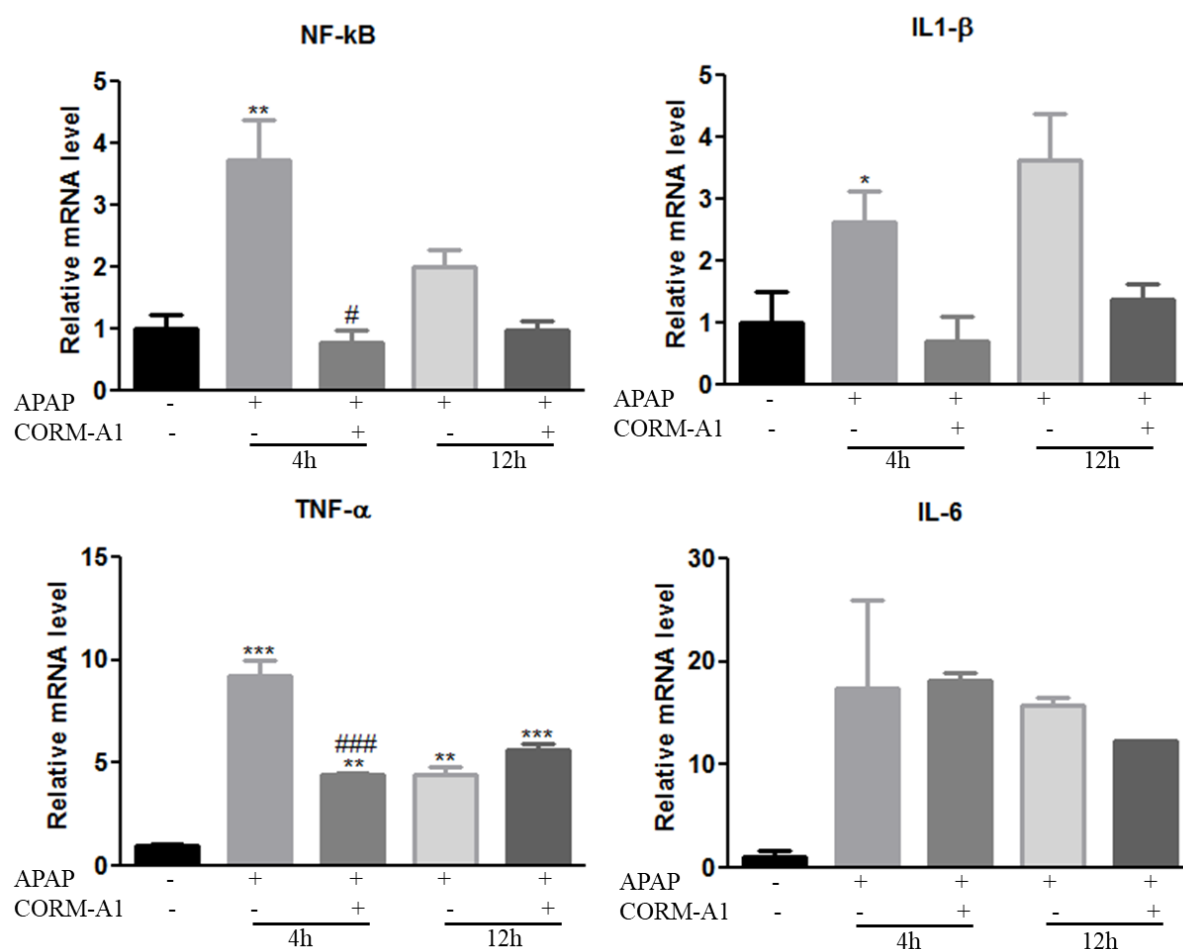 NF-kB
Relative mRNA level
5
4
3
2
1
0
**
#
APAP - + + + +
CORM-A1 - - + - +
4h 12h
IL1-β
Relative mRNA level
5
4
3
2
1
0
*
APAP - + + + +
CORM-A1 - - + - +
4h 12h
TNF-α
Relative mRNA level
15
10
5
0
***
###
**
**
***
APAP - + + + +
CORM-A1 - - + - +
4h 12h
IL-6
Relative mRNA level
30
20
10
0
APAP - + + + +
CORM-A1 - - + - +
4h 12h